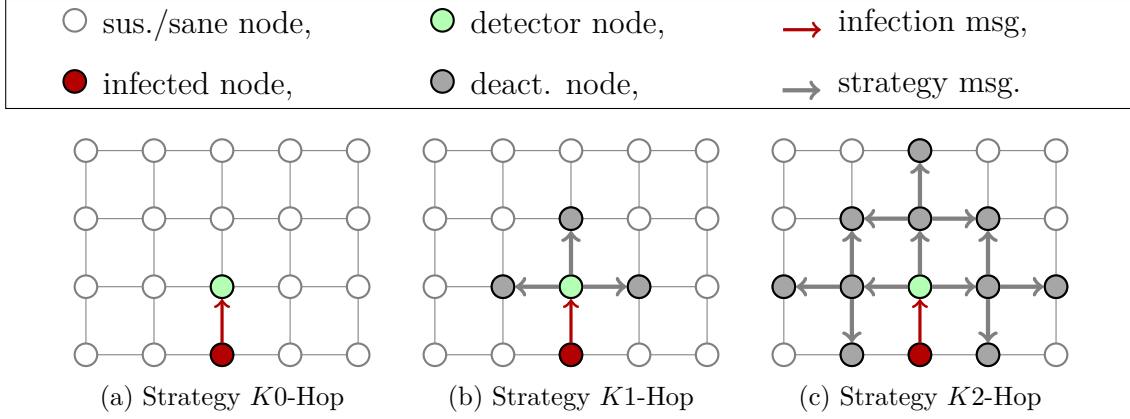 sus./sane node, detector node, infection msg,
infected node, deact. node, strategy msg.
(a) Strategy K0-Hop (b) Strategy K1-Hop (c) Strategy K2-Hop